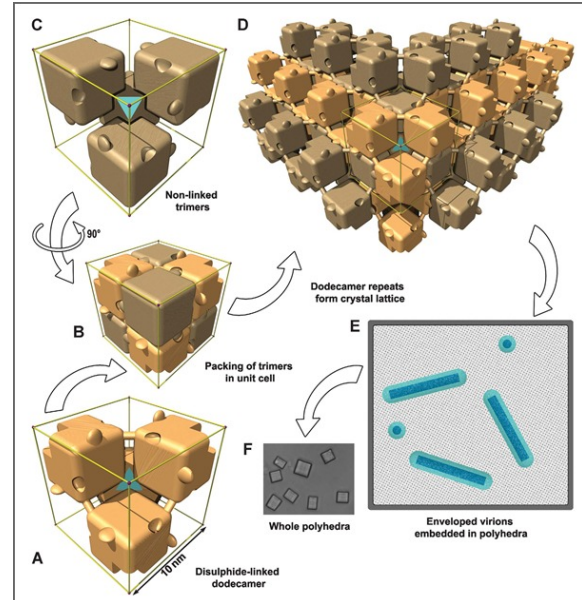 C
D
Non-linked
trimers
90°
Dodecamer repeats
form crystal lattice
B
Packing of trimers
in unit cell
E
F
Whole polyhedra
Enveloped virions
embedded in polyhedra
A
10 nm
Disulphide-linked
dodecamer